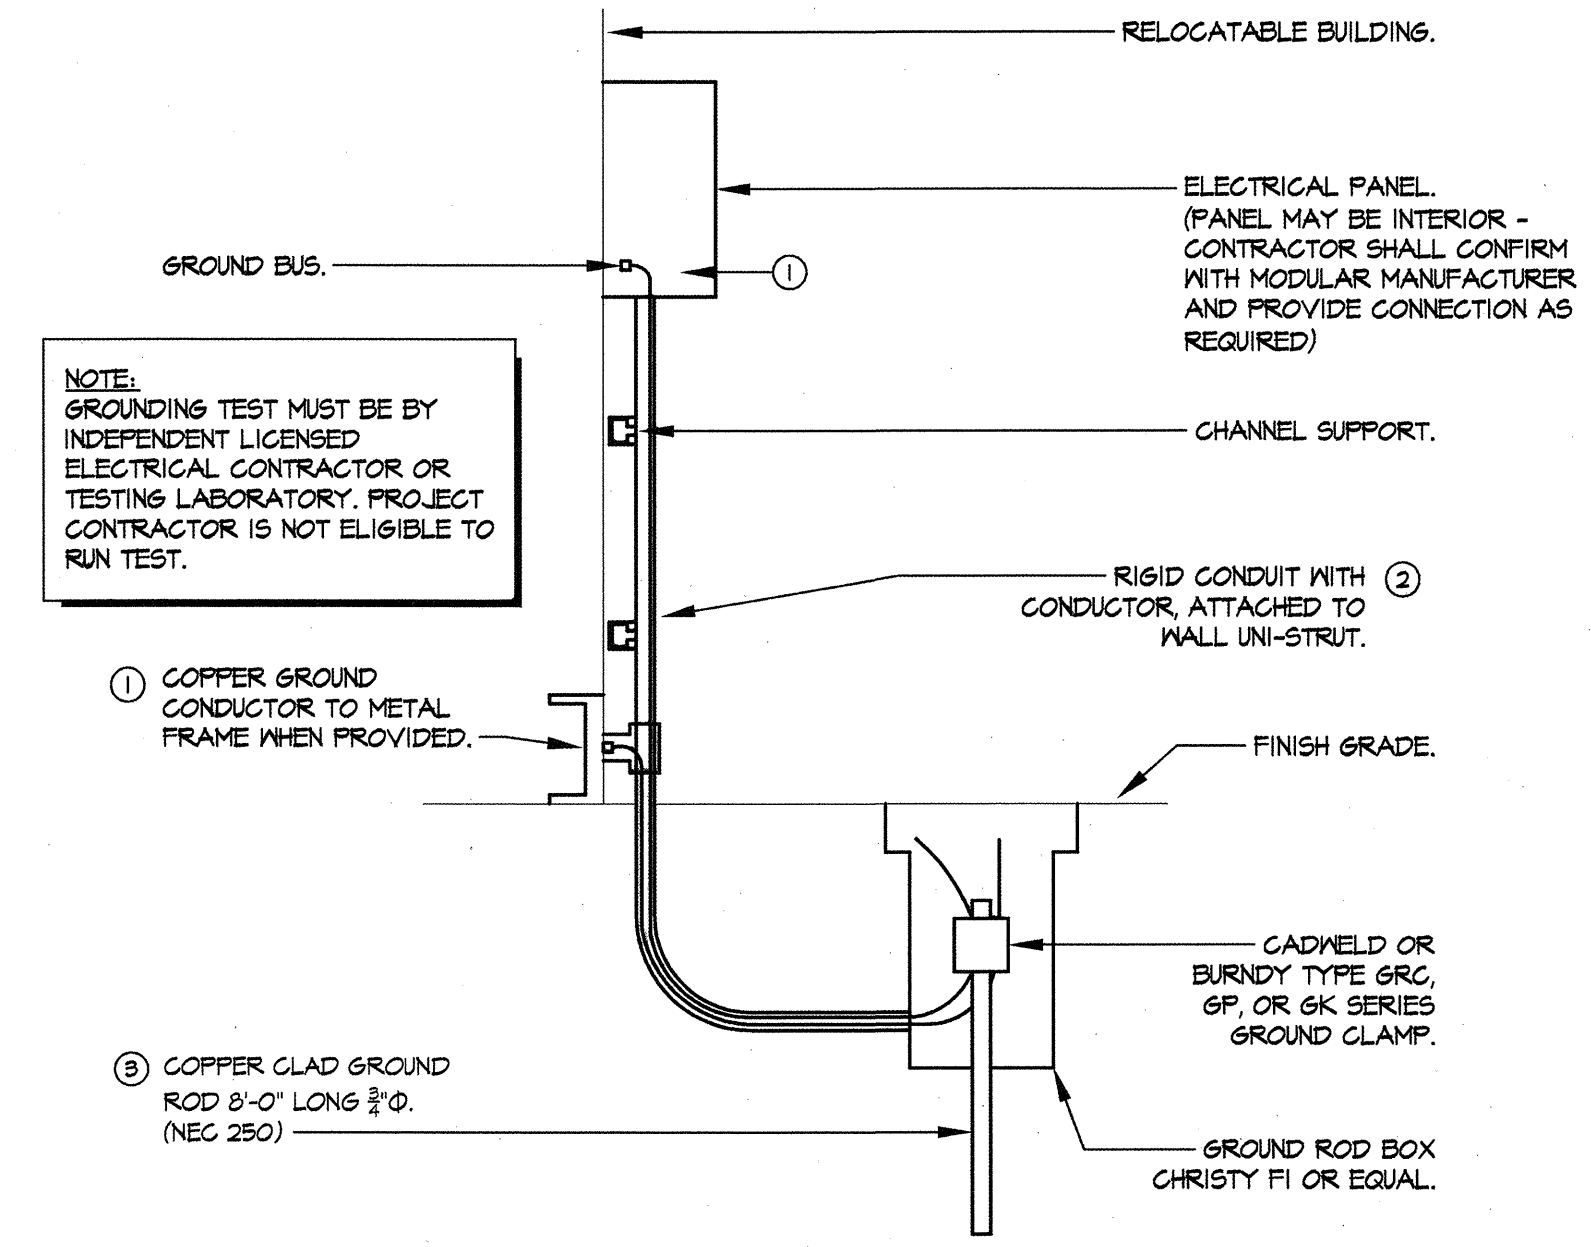 RELOCATABLE BUILDING.
ELECTRICAL PANEL.
(PANEL MAY BE INTERIOR -
CONTRACTOR SHALL CONFIRM
WITH MODULAR MANUFACTURER
AND PROVIDE CONNECTION AS
REQUIRED)
GROUND BUS.
1
NOTE:
GROUNDING TEST MUST BE BY
INDEPENDENT LICENSED
ELECTRICAL CONTRACTOR OR
TESTING LABORATORY. PROJECT
CONTRACTOR IS NOT ELIGIBLE TO
RUN TEST.
CHANNEL SUPPORT.
RIGID CONDUIT WITH 2
CONDUCTOR, ATTACHED TO
WALL UNI-STRUT.
1 COPPER GROUND
CONDUCTOR TO METAL
FRAME WHEN PROVIDED.
FINISH GRADE.
CADWELD OR
BURNDY TYPE GRC,
GP, OR GK SERIES
GROUND CLAMP.
3 COPPER CLAD GROUND
ROD 8'-0" LONG 3/4"Φ.
(NEC 250)
GROUND ROD BOX
CHRISTY F1 OR EQUAL.